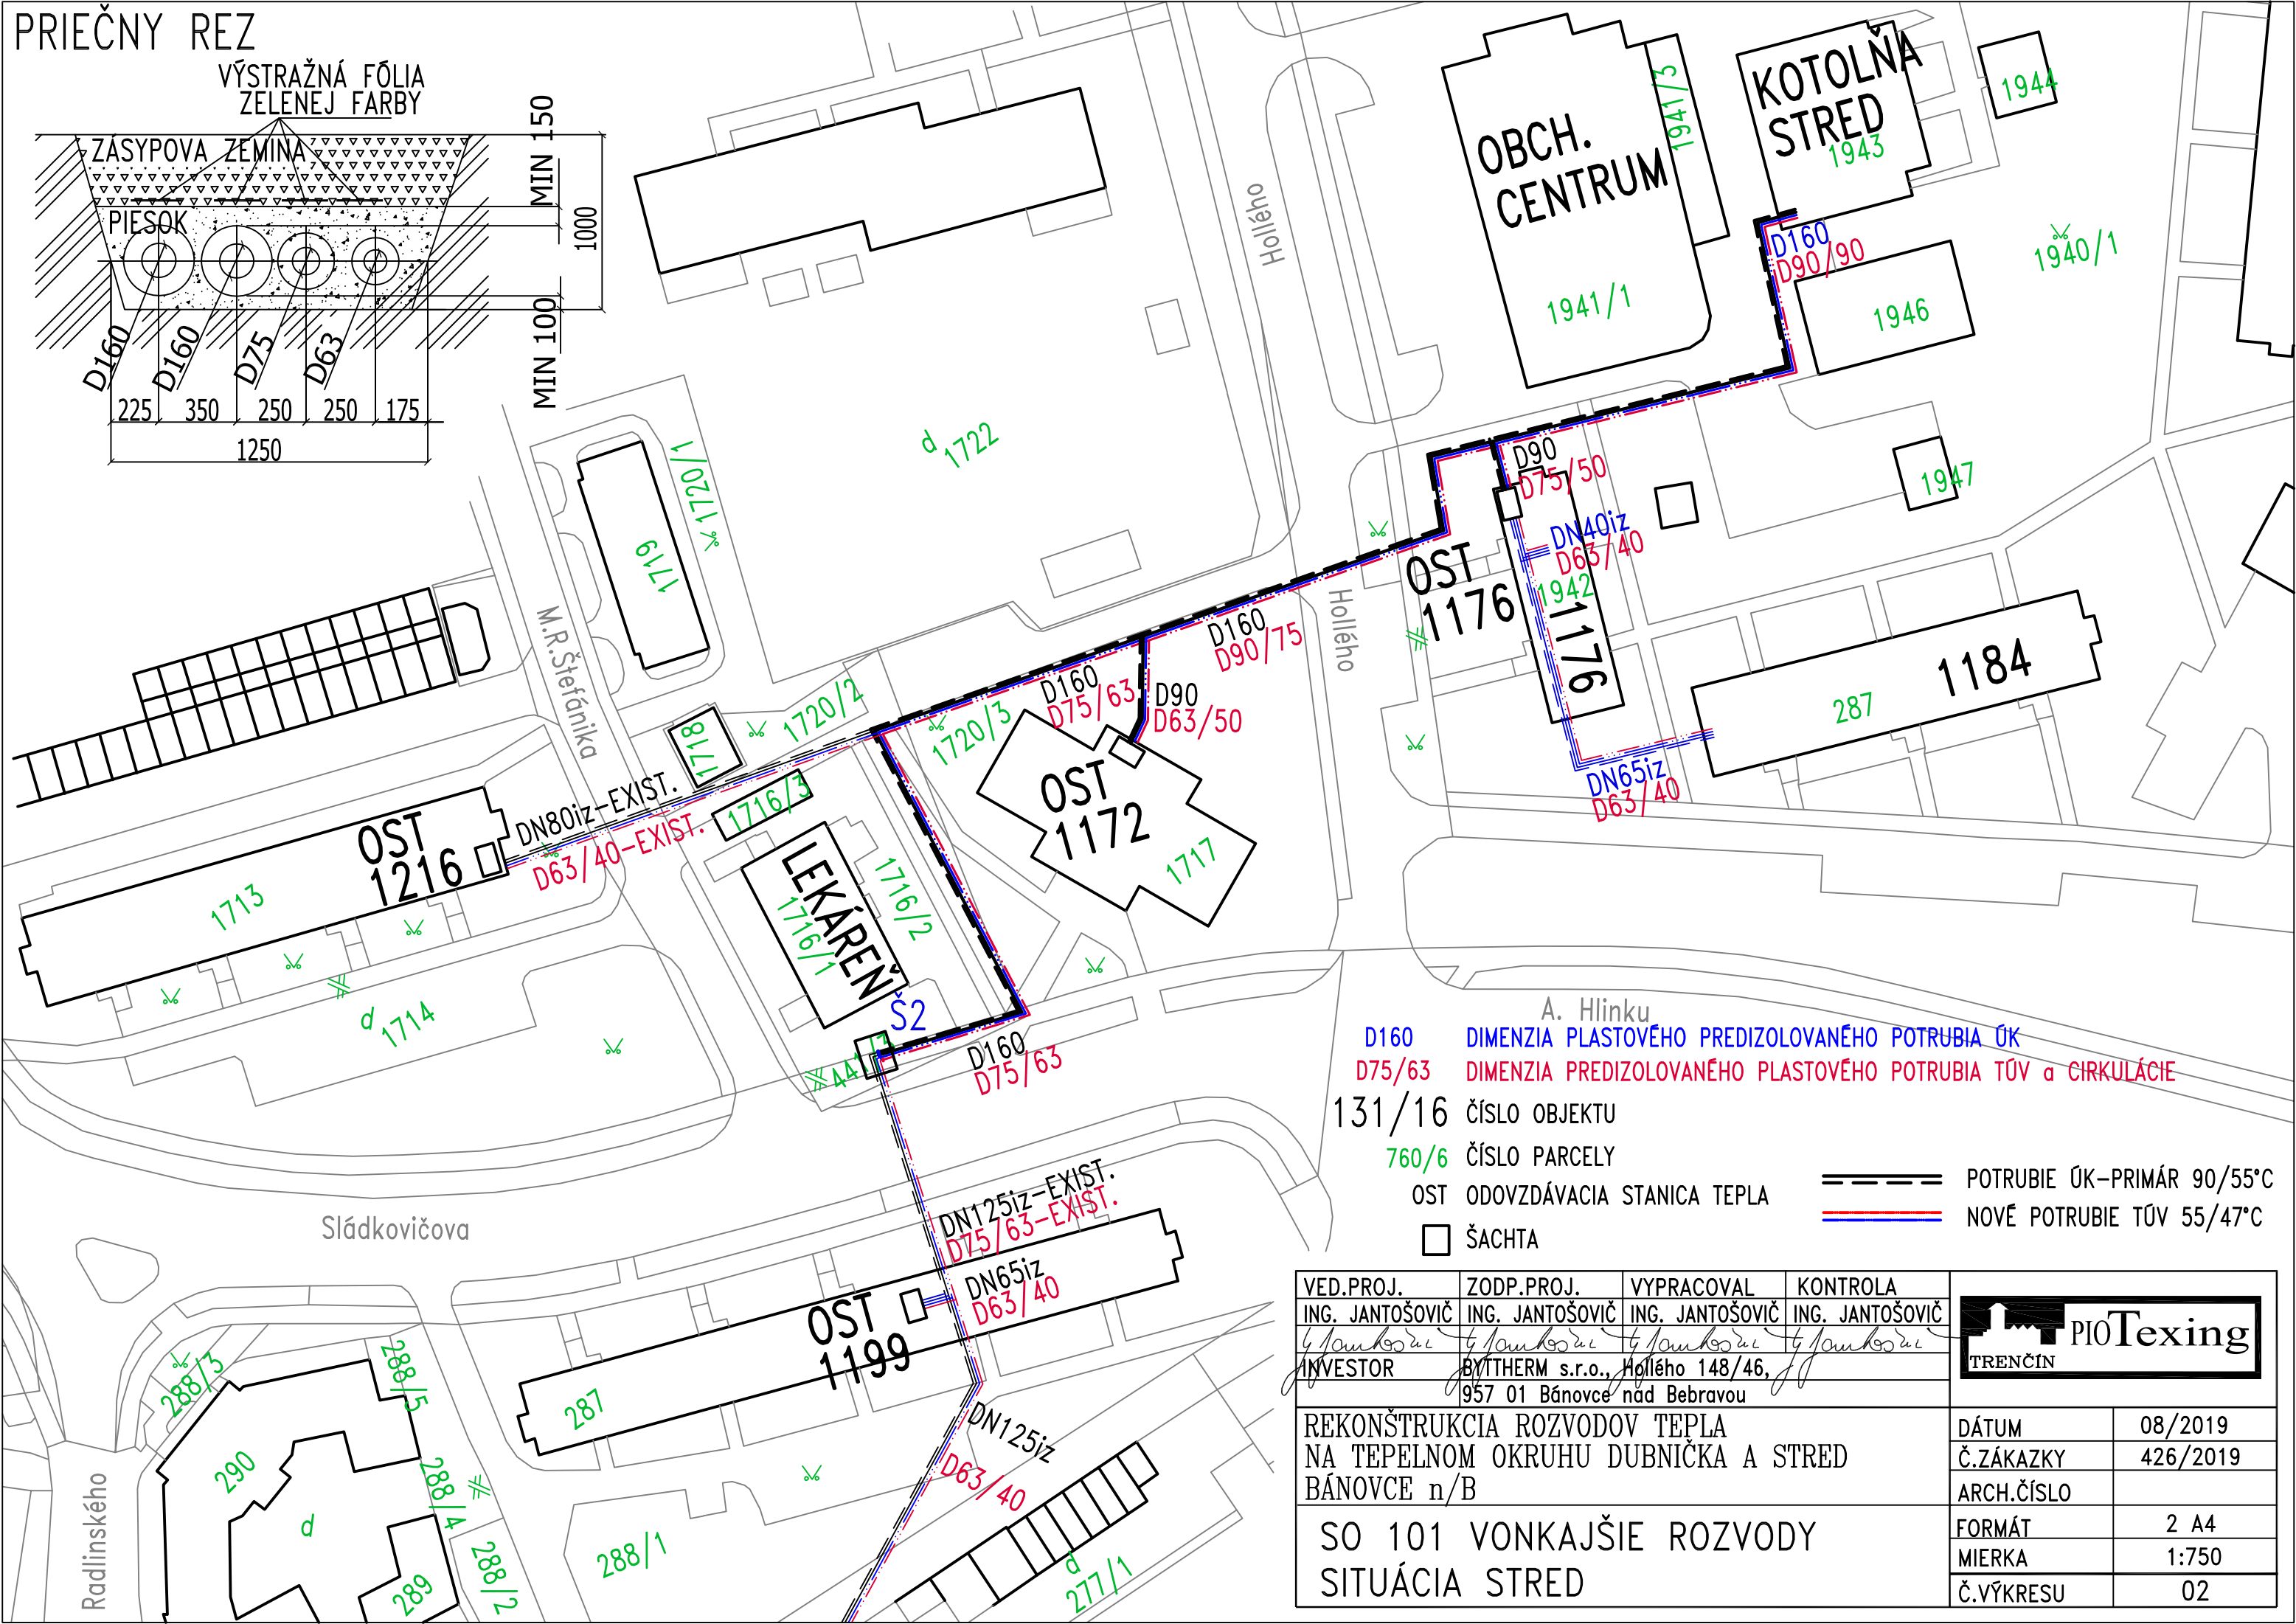 PRIEČNY REZ
VÝSTRAŽNÁ FÓLIA
ZELENEJ FARBY
ZÁSYPOVA ZEMINA
PIESOK
MIN 150
1000
MIN 100
D160
D160
D75
D63
225
350
250
250
175
1250
OBCH.
CENTRUM
1941/3
1941/1
KOTOLŇA
STRED
1943
1944
D160
D90/90
1946
1940/1
1947
Hollého
d
1722
1720/1
1719
M.R.Štefánika
1718
1720/2
1720/3
D90
D75/50
DN40iz
D63/40
1942
OST
1176
1176
Hollého
D160
D90/75
D160
D75/63
D90
D63/50
1184
287
DN65iz
D63/40
OST
1172
1717
DN80iz-EXIST.
D63/40-EXIST.
1716/3
OST
1216
1713
LEKÁREŇ
1716/1
1716/2
d
1714
Š2
441/3
D160
D75/63
A. Hlinku
D160 DIMENZIA PLASTOVÉHO PREDIZOLOVANÉHO POTRUBIA ÚK
D75/63 DIMENZIA PREDIZOLOVANÉHO PLASTOVÉHO POTRUBIA TÚV a CIRKULÁCIE
131/16 ČÍSLO OBJEKTU
760/6 ČÍSLO PARCELY
OST ODOVZDÁVACIA STANICA TEPLA
ŠACHTA
POTRUBIE ÚK-PRIMÁR 90/55°C
NOVÉ POTRUBIE TÚV 55/47°C
Sládkovičova
DN125iz-EXIST.
D75/63-EXIST.
DN65iz
D63/40
OST
1199
287
DN125iz
D63/40
288/3
288/5
290
d
288/4
288/2
289
288/1
d
277/1
Radlinského
VED.PROJ. ZODP.PROJ. VYPRACOVAL KONTROLA
ING. JANTOŠOVIČ ING. JANTOŠOVIČ ING. JANTOŠOVIČ ING. JANTOŠOVIČ
INVESTOR BYTTHERM s.r.o., Hollého 148/46,
957 01 Bánovce nad Bebravou
PIOTexing
TRENČÍN
REKONŠTRUKCIA ROZVODOV TEPLA
NA TEPELNOM OKRUHU DUBNIČKA A STRED
BÁNOVCE n/B
SO 101 VONKAJŠIE ROZVODY
SITUÁCIA STRED
DÁTUM 08/2019
Č.ZÁKAZKY 426/2019
ARCH.ČÍSLO
FORMÁT 2 A4
MIERKA 1:750
Č.VÝKRESU 02